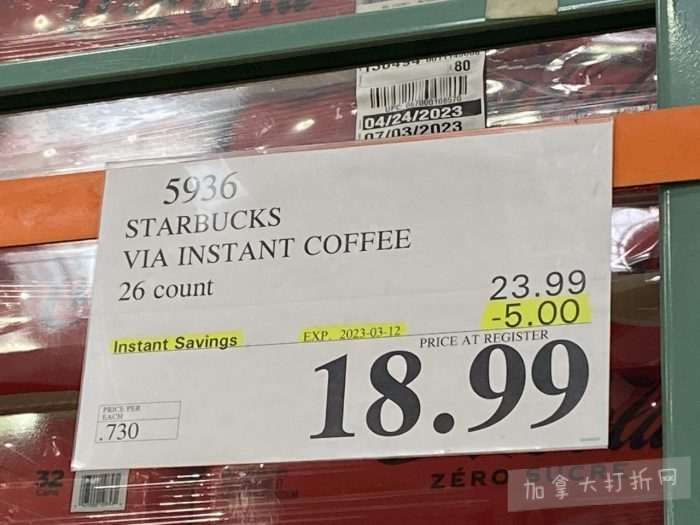 80
04/24/2023
07/03/2023
5936
STARBUCKS
VIA INSTANT COFFEE
26 count
23.99
-5.00
Instant Savings
EXP. 2023-03-12
PRICE AT REGISTER
18.99
PRICE PER
EACH
.730
32
ZÉRO SUCRE
加拿大打折网